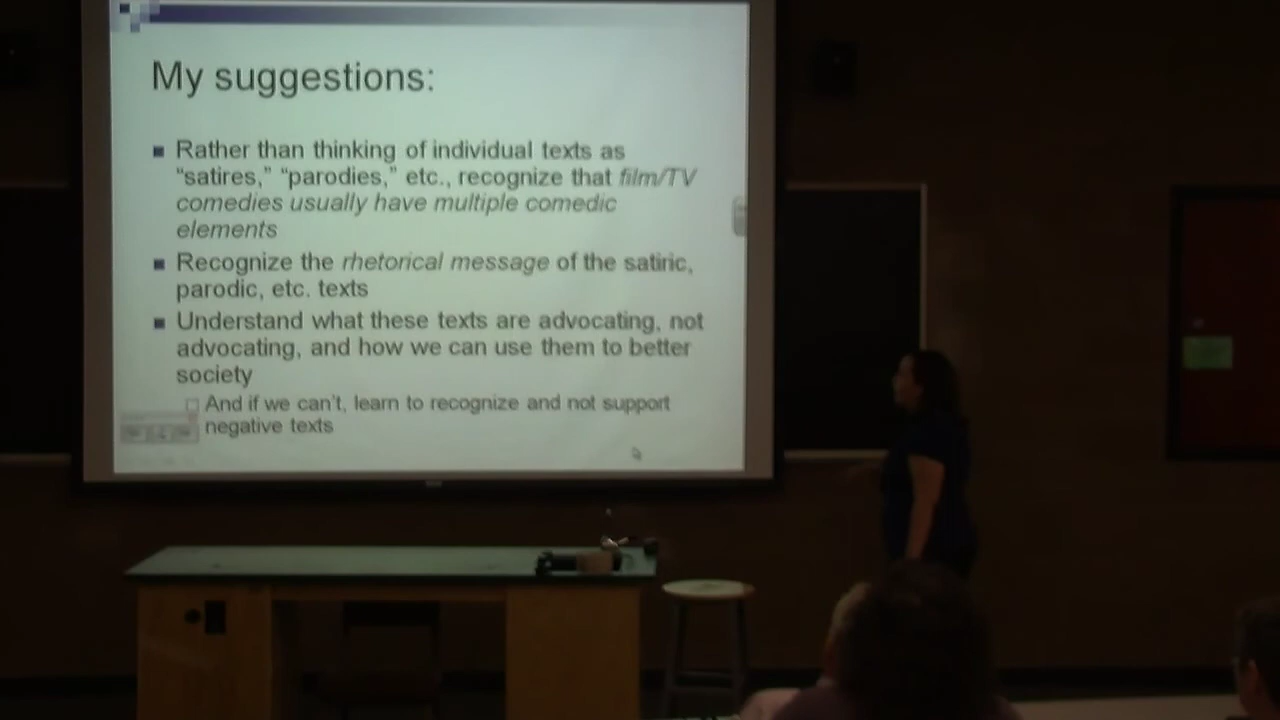 My suggestions:
Rather than thinking of individual texts as
“satires,” “parodies,” etc., recognize that film/TV
comedies usually have multiple comedic
elements
Recognize the rhetorical message of the satiric,
parodic, etc. texts
Understand what these texts are advocating, not
advocating, and how we can use them to better
society
And if we can't, learn to recognize and not support
negative texts